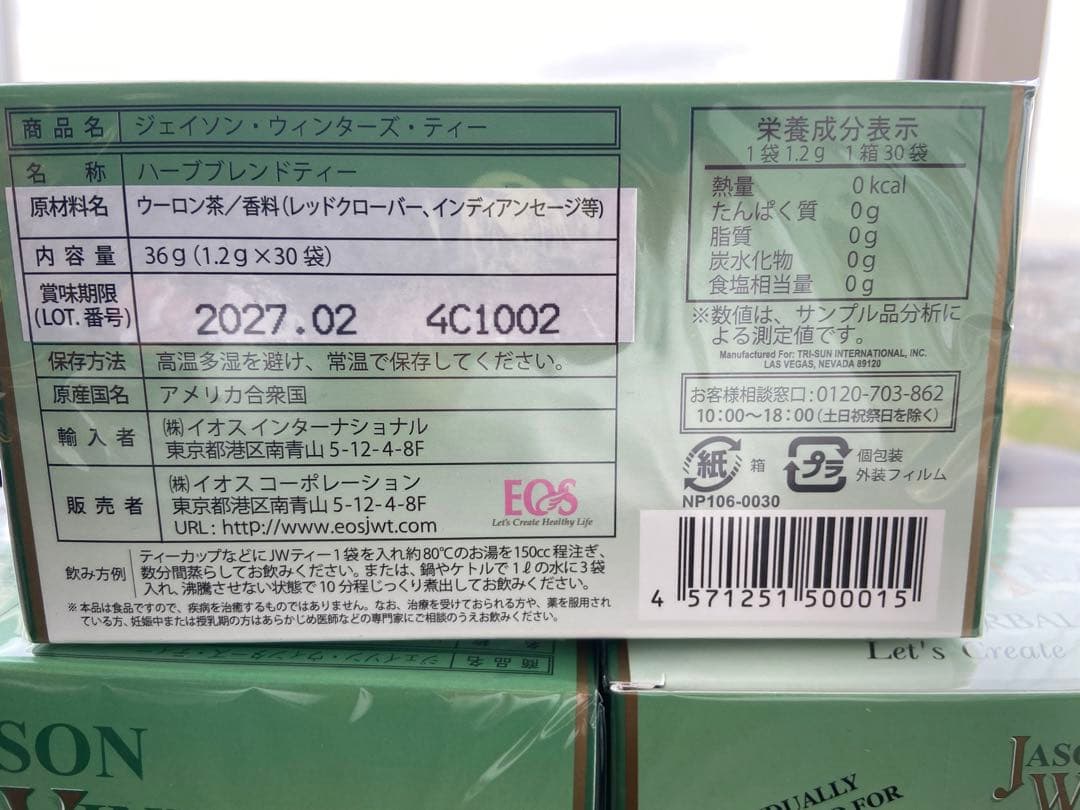 商品名 ジェイソン・ウィンターズ・ティー
名称 ハーブブレンドティー
原材料名 ウーロン茶／香料（レッドクローバー、インディアンセージ等）
内容量 36g（1.2g×30袋）
賞味期限
(LOT. 番号) 2027.02 4C1002
保存方法 高温多湿を避け、常温で保存してください。
原産国名 アメリカ合衆国
輸入者 ㈱イオス インターナショナル
東京都港区南青山 5-12-4-8F
販売者 ㈱イオス コーポレーション
東京都港区南青山 5-12-4-8F
URL : http://www.eosjwt.com
EOS
Let's Create Healthy Life
飲み方例 ティーカップなどにJWティー1袋を入れ約80℃のお湯を150cc程注ぎ、
数分間蒸らしてお飲みください。または、鍋やケトルで1ℓの水に3袋
入れ、沸騰させない状態で10分程じっくり煮出してお飲みください。
※本品は食品ですので、疾病を治癒するものではありません。なお、治療を受けておられる方や、薬を服用され
ている方、妊娠中または授乳期の方はあらかじめ医師などの専門家にご相談のうえお飲みください。
栄養成分表示
1袋1.2g 1箱30袋
熱量 0kcal
たんぱく質 0g
脂質 0g
炭水化物 0g
食塩相当量 0g
※数値は、サンプル品分析に
よる測定値です。
Manufactured For: TRI-SUN INTERNATIONAL, INC.
LAS VEGAS, NEVADA 89120
お客様相談窓口:0120-703-862
10:00〜18:00（土日祝祭日を除く）
紙 箱 プラ 個包装
外装フィルム
NP106-0030
4 571251 500015
商品名 ジェイソン・ウィンターズ・ティ
SON
Let's Create
FOR
JAS
W